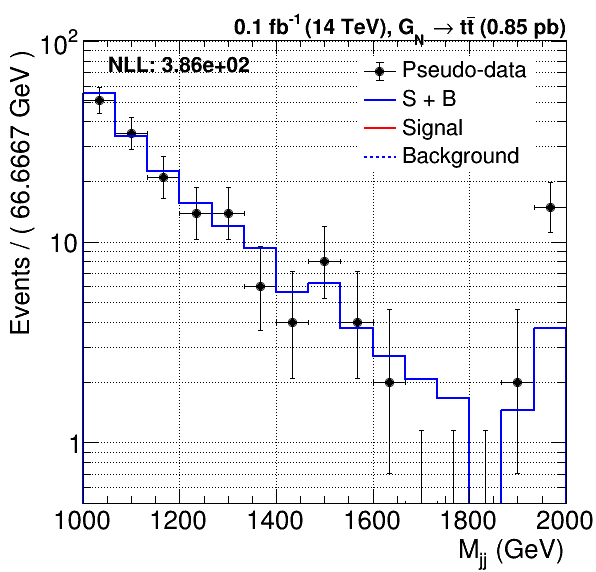 0.1 fb⁻¹ (14 TeV), G_N → tt̄ (0.85 pb)
NLL: 3.86e+02
Pseudo-data
S + B
Signal
Background
Events / ( 66.6667 GeV )
10²
10
1
1000 1200 1400 1600 1800 2000
M_jj (GeV)